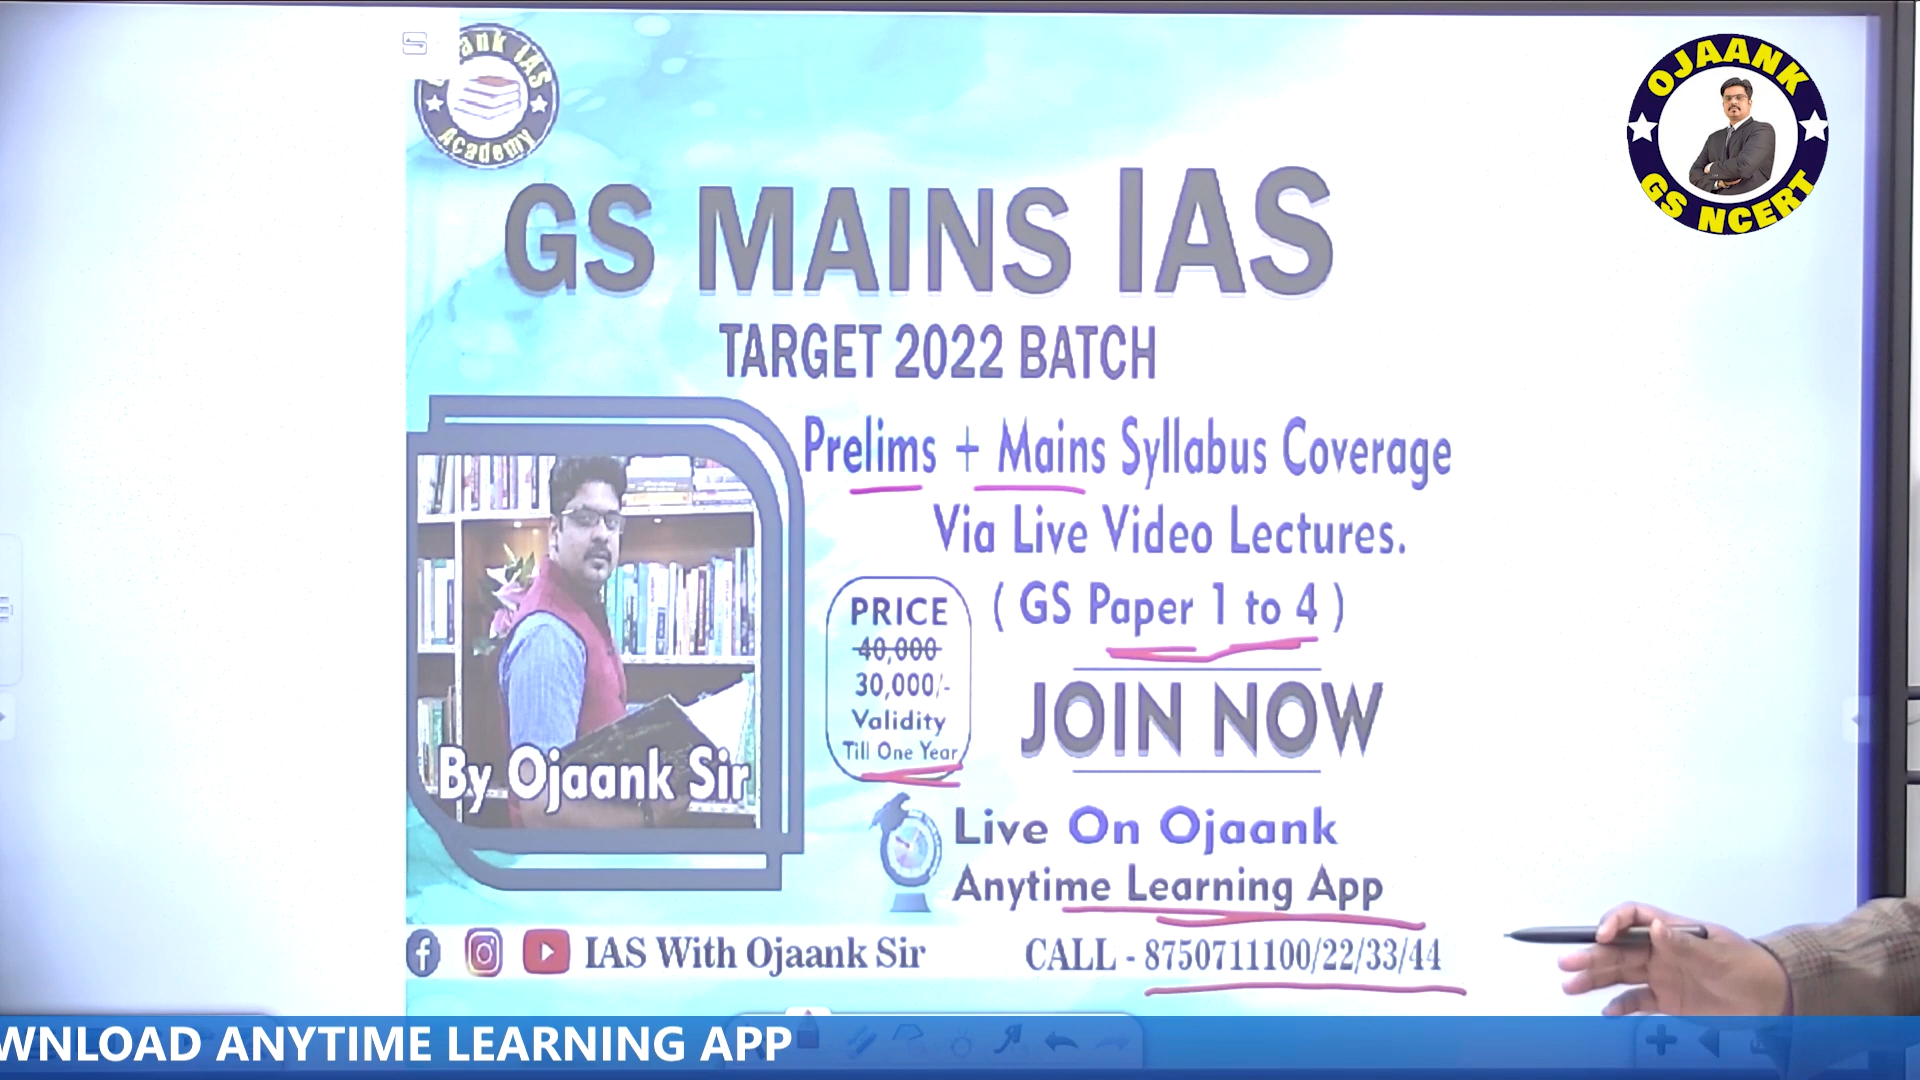 ank IAS
Academy
OJAANK
GS NCERT
GS MAINS IAS
TARGET 2022 BATCH
Prelims + Mains Syllabus Coverage
Via Live Video Lectures.
( GS Paper 1 to 4 )
PRICE
40,000
30,000/-
Validity
Till One Year
JOIN NOW
By Ojaank Sir
Live On Ojaank
Anytime Learning App
IAS With Ojaank Sir
CALL - 8750711100/22/33/44
WNLOAD ANYTIME LEARNING APP